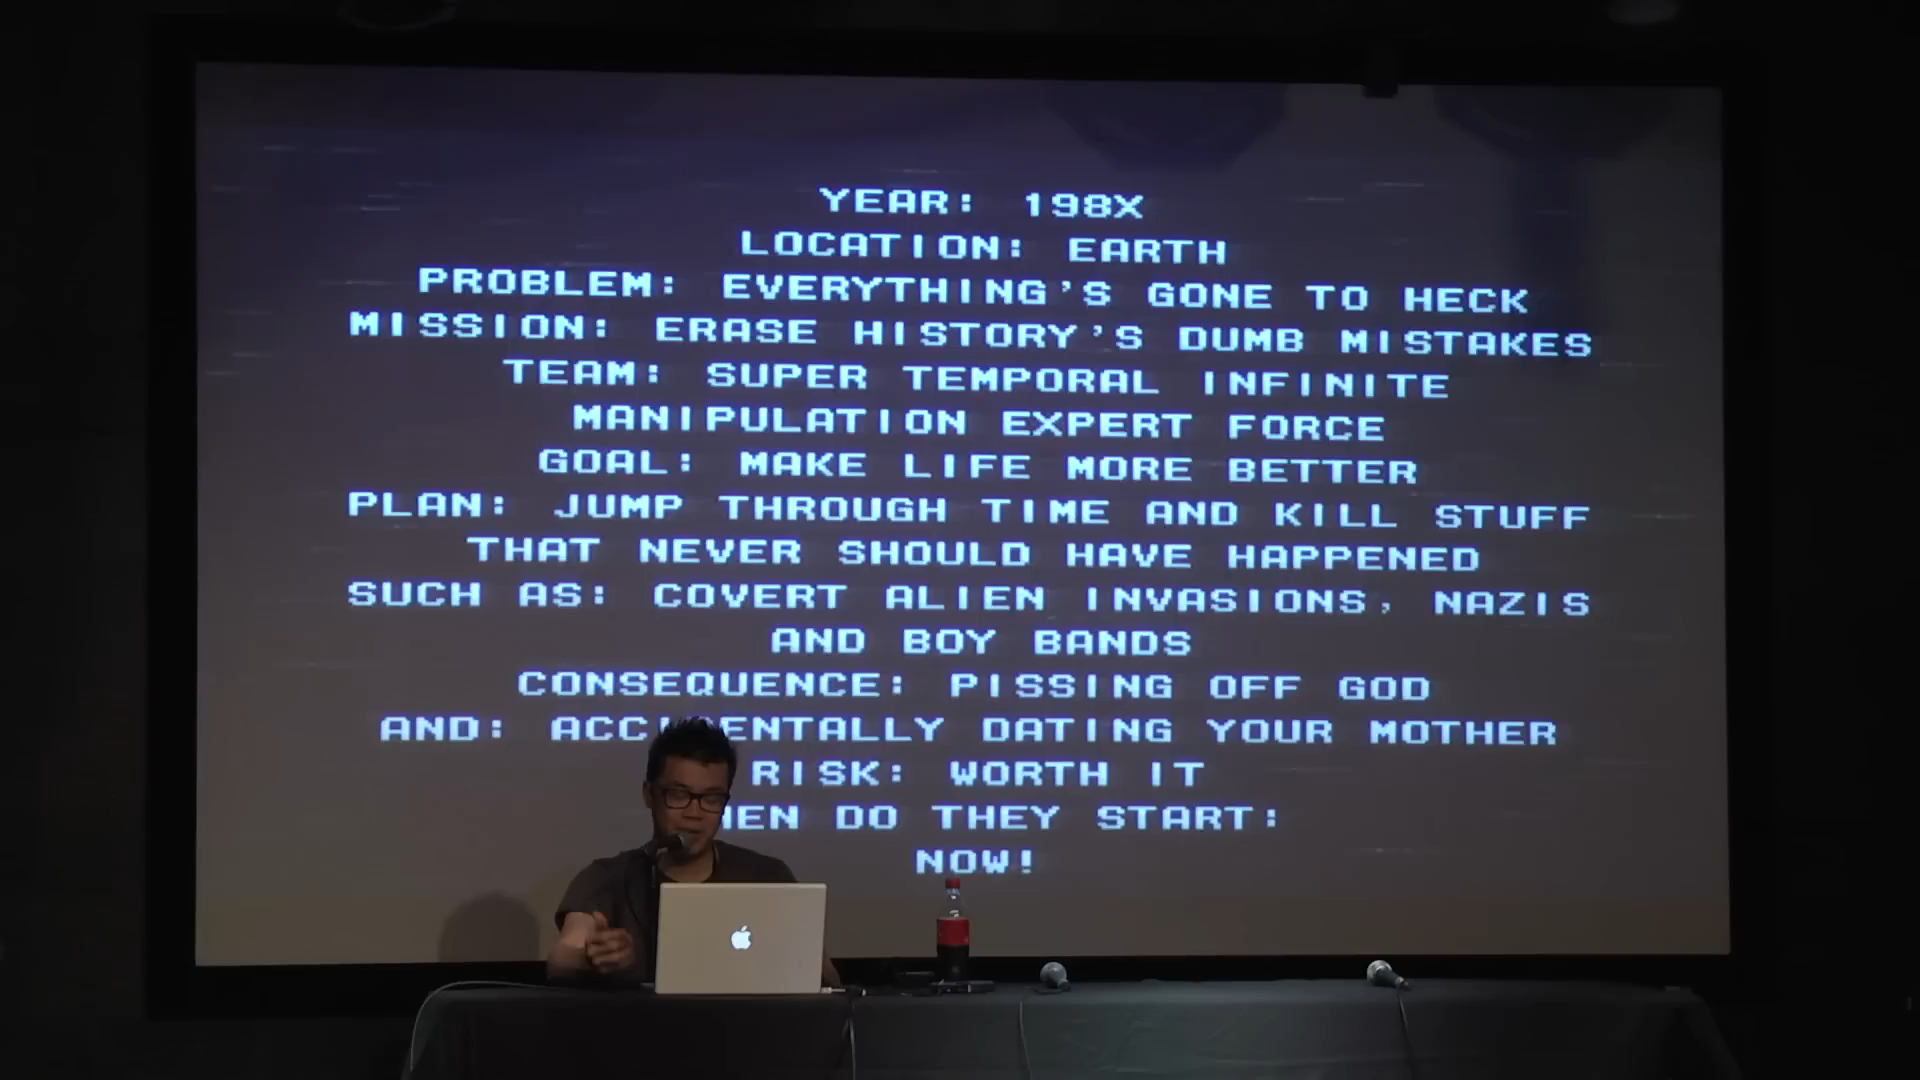 YEAR: 198X
LOCATION: EARTH
PROBLEM: EVERYTHING'S GONE TO HECK
MISSION: ERASE HISTORY'S DUMB MISTAKES
TEAM: SUPER TEMPORAL INFINITE
MANIPULATION EXPERT FORCE
GOAL: MAKE LIFE MORE BETTER
PLAN: JUMP THROUGH TIME AND KILL STUFF
THAT NEVER SHOULD HAVE HAPPENED
SUCH AS: COVERT ALIEN INVASIONS, NAZIS
AND BOY BANDS
CONSEQUENCE: PISSING OFF GOD
AND: ACCIDENTALLY DATING YOUR MOTHER
RISK: WORTH IT
WHEN DO THEY START:
NOW!